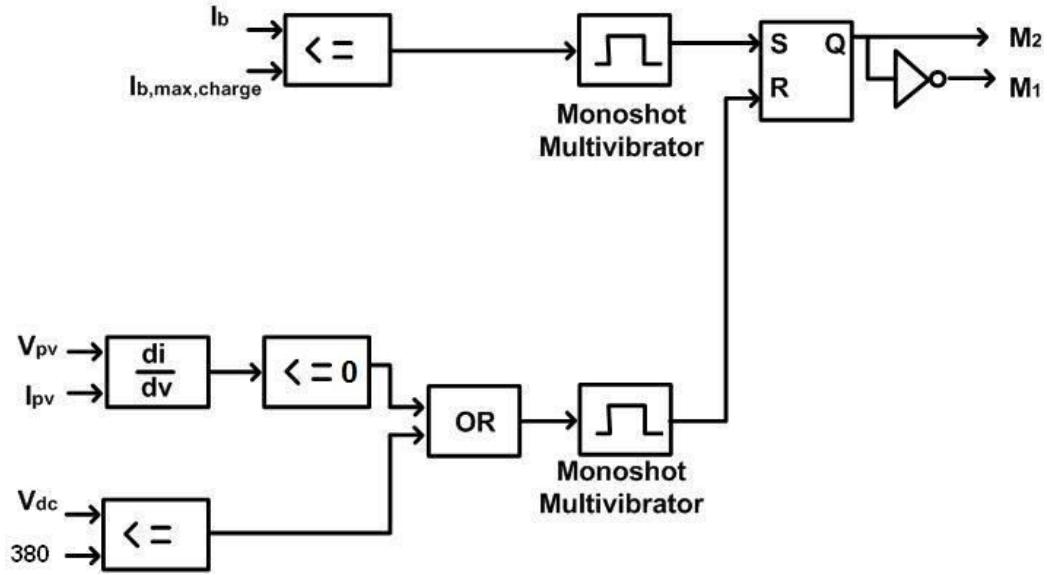 Ib
<=
Ib,max,charge
Monoshot
Multivibrator
S Q
R
M2
M1
Vpv
Ipv
di
dv
<= 0
OR
Monoshot
Multivibrator
Vdc
380
<=